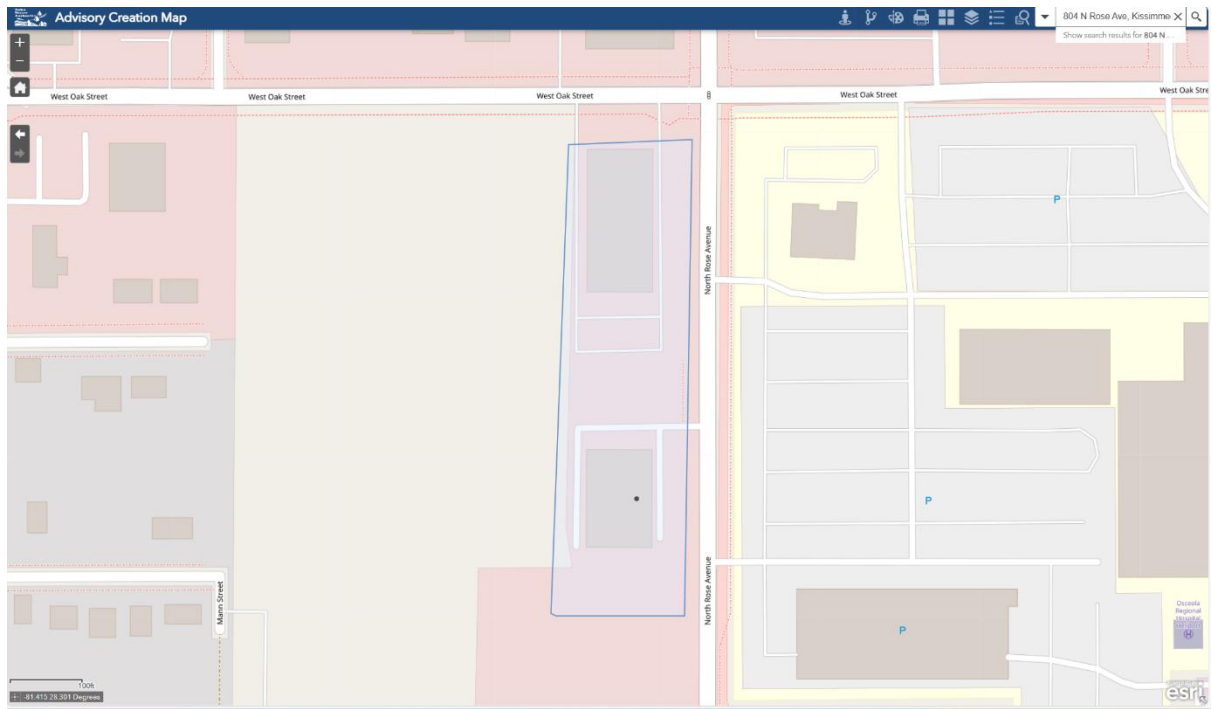 Advisory Creation Map
804 N Rose Ave, Kissimme
Show search results for 804 N ...
West Oak Street
West Oak Street
West Oak Street
West Oak Street
West Oak Stre
North Rose Avenue
P
P
North Rose Avenue
Mann Street
Osceola
Regional
Hospital
H
P
100ft
-81.415 28.301 Degrees
esri